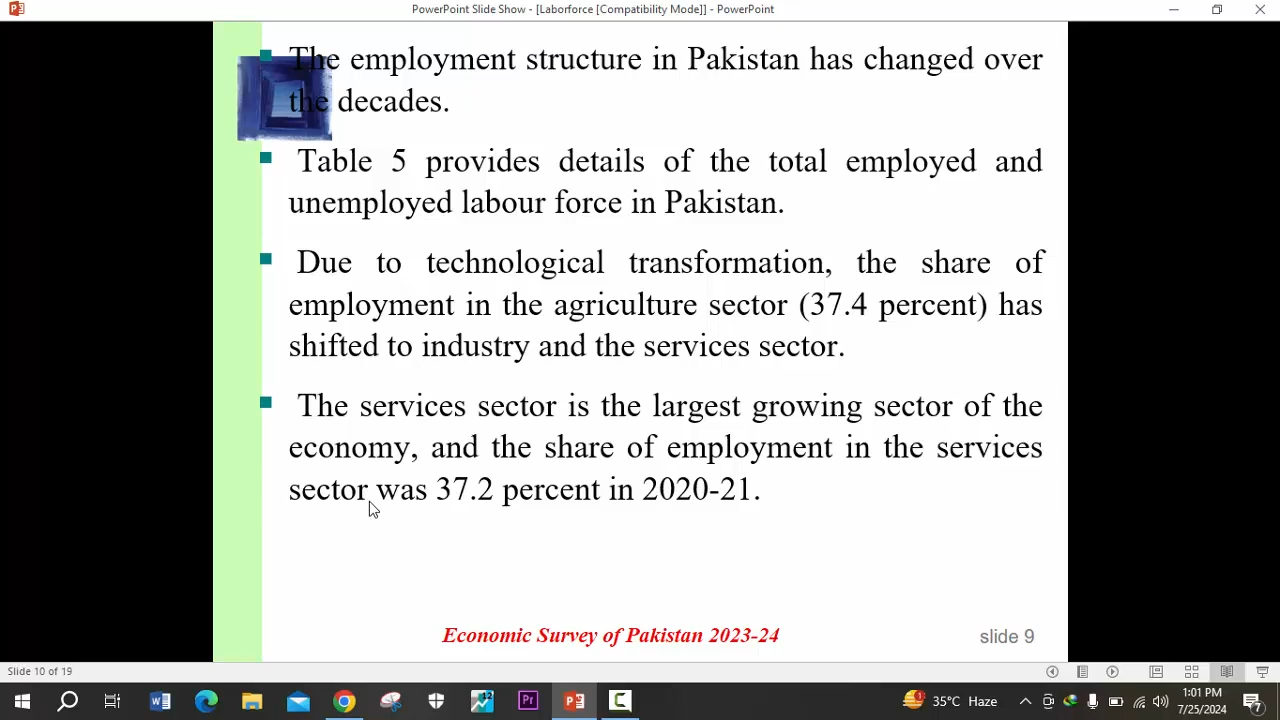 PowerPoint Slide Show - [Laborforce [Compatibility Mode]] - PowerPoint
The employment structure in Pakistan has changed over
the decades.
Table 5 provides details of the total employed and
unemployed labour force in Pakistan.
Due to technological transformation, the share of
employment in the agriculture sector (37.4 percent) has
shifted to industry and the services sector.
The services sector is the largest growing sector of the
economy, and the share of employment in the services
sector was 37.2 percent in 2020-21.
Economic Survey of Pakistan 2023-24
slide 9
Slide 10 of 19
35°C Haze
1:01 PM
7/25/2024